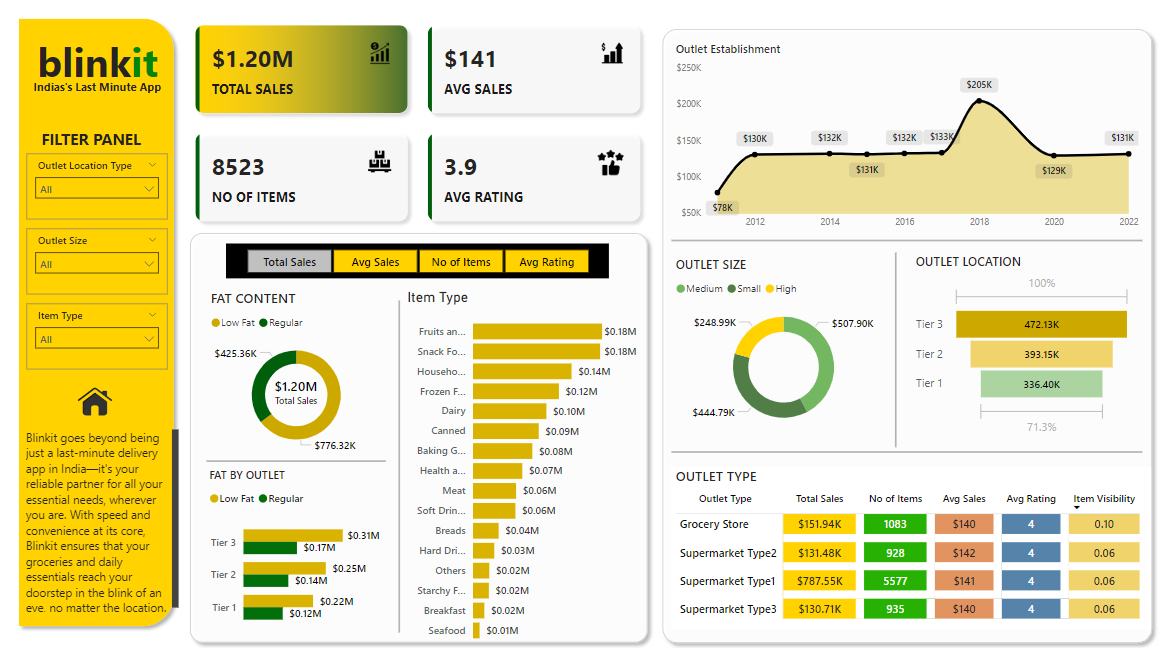 blinkit
Indias's Last Minute App
FILTER PANEL
Outlet Location Type
All
Outlet Size
All
Item Type
All
Blinkit goes beyond being
just a last-minute delivery
app in India—it's your
reliable partner for all your
essential needs, wherever
you are. With speed and
convenience at its core,
Blinkit ensures that your
groceries and daily
essentials reach your
doorstep in the blink of an
eve. no matter the location.
$1.20M
TOTAL SALES
$141
AVG SALES
8523
NO OF ITEMS
3.9
AVG RATING
Total Sales Avg Sales No of Items Avg Rating
FAT CONTENT
Low Fat Regular
$425.36K
$1.20M
Total Sales
$776.32K
FAT BY OUTLET
Low Fat Regular
Tier 3 $0.31M
$0.17M
Tier 2 $0.25M
$0.14M
Tier 1 $0.22M
$0.12M
Item Type
Fruits an... $0.18M
Snack Fo... $0.18M
Househo... $0.14M
Frozen F... $0.12M
Dairy $0.10M
Canned $0.09M
Baking G... $0.08M
Health a... $0.07M
Meat $0.06M
Soft Drin... $0.06M
Breads $0.04M
Hard Dri... $0.03M
Others $0.02M
Starchy F... $0.02M
Breakfast $0.02M
Seafood $0.01M
Outlet Establishment
$250K
$200K
$150K
$100K
$50K
$78K
$130K
$132K
$131K
$132K
$133K
$205K
$129K
$131K
2012 2014 2016 2018 2020 2022
OUTLET SIZE
Medium Small High
$248.99K
$507.90K
$444.79K
OUTLET LOCATION
100%
Tier 3 472.13K
Tier 2 393.15K
Tier 1 336.40K
71.3%
OUTLET TYPE
Outlet Type Total Sales No of Items Avg Sales Avg Rating Item Visibility
Grocery Store $151.94K 1083 $140 4 0.10
Supermarket Type2 $131.48K 928 $142 4 0.06
Supermarket Type1 $787.55K 5577 $141 4 0.06
Supermarket Type3 $130.71K 935 $140 4 0.06